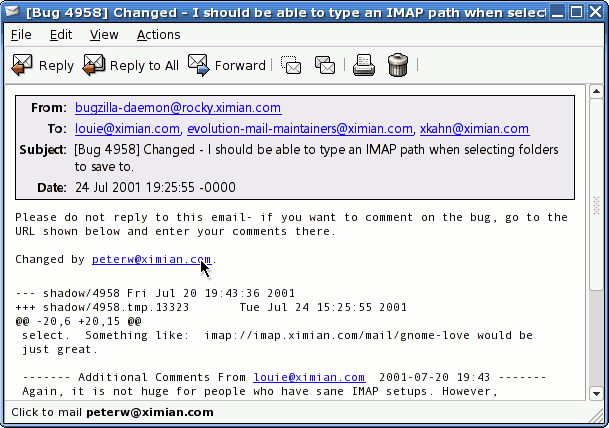 [Bug 4958] Changed - I should be able to type an IMAP path when select
File Edit View Actions
Reply Reply to All Forward
From: bugzilla-daemon@rocky.ximian.com
To: louie@ximian.com, evolution-mail-maintainers@ximian.com, xkahn@ximian.com
Subject: [Bug 4958] Changed - I should be able to type an IMAP path when selecting folders
to save to.
Date: 24 Jul 2001 19:25:55 -0000
Please do not reply to this email- if you want to comment on the bug, go to the
URL shown below and enter your comments there.
Changed by peterw@ximian.com.
--- shadow/4958 Fri Jul 20 19:43:36 2001
+++ shadow/4958.tmp.13323 Tue Jul 24 15:25:55 2001
@@ -20,6 +20,15 @@
select. Something like: imap://imap.ximian.com/mail/gnome-love would be
just great.
------- Additional Comments From louie@ximian.com 2001-07-20 19:43 -------
Again, it is not huge for people who have sane IMAP setups. However,
Click to mail peterw@ximian.com